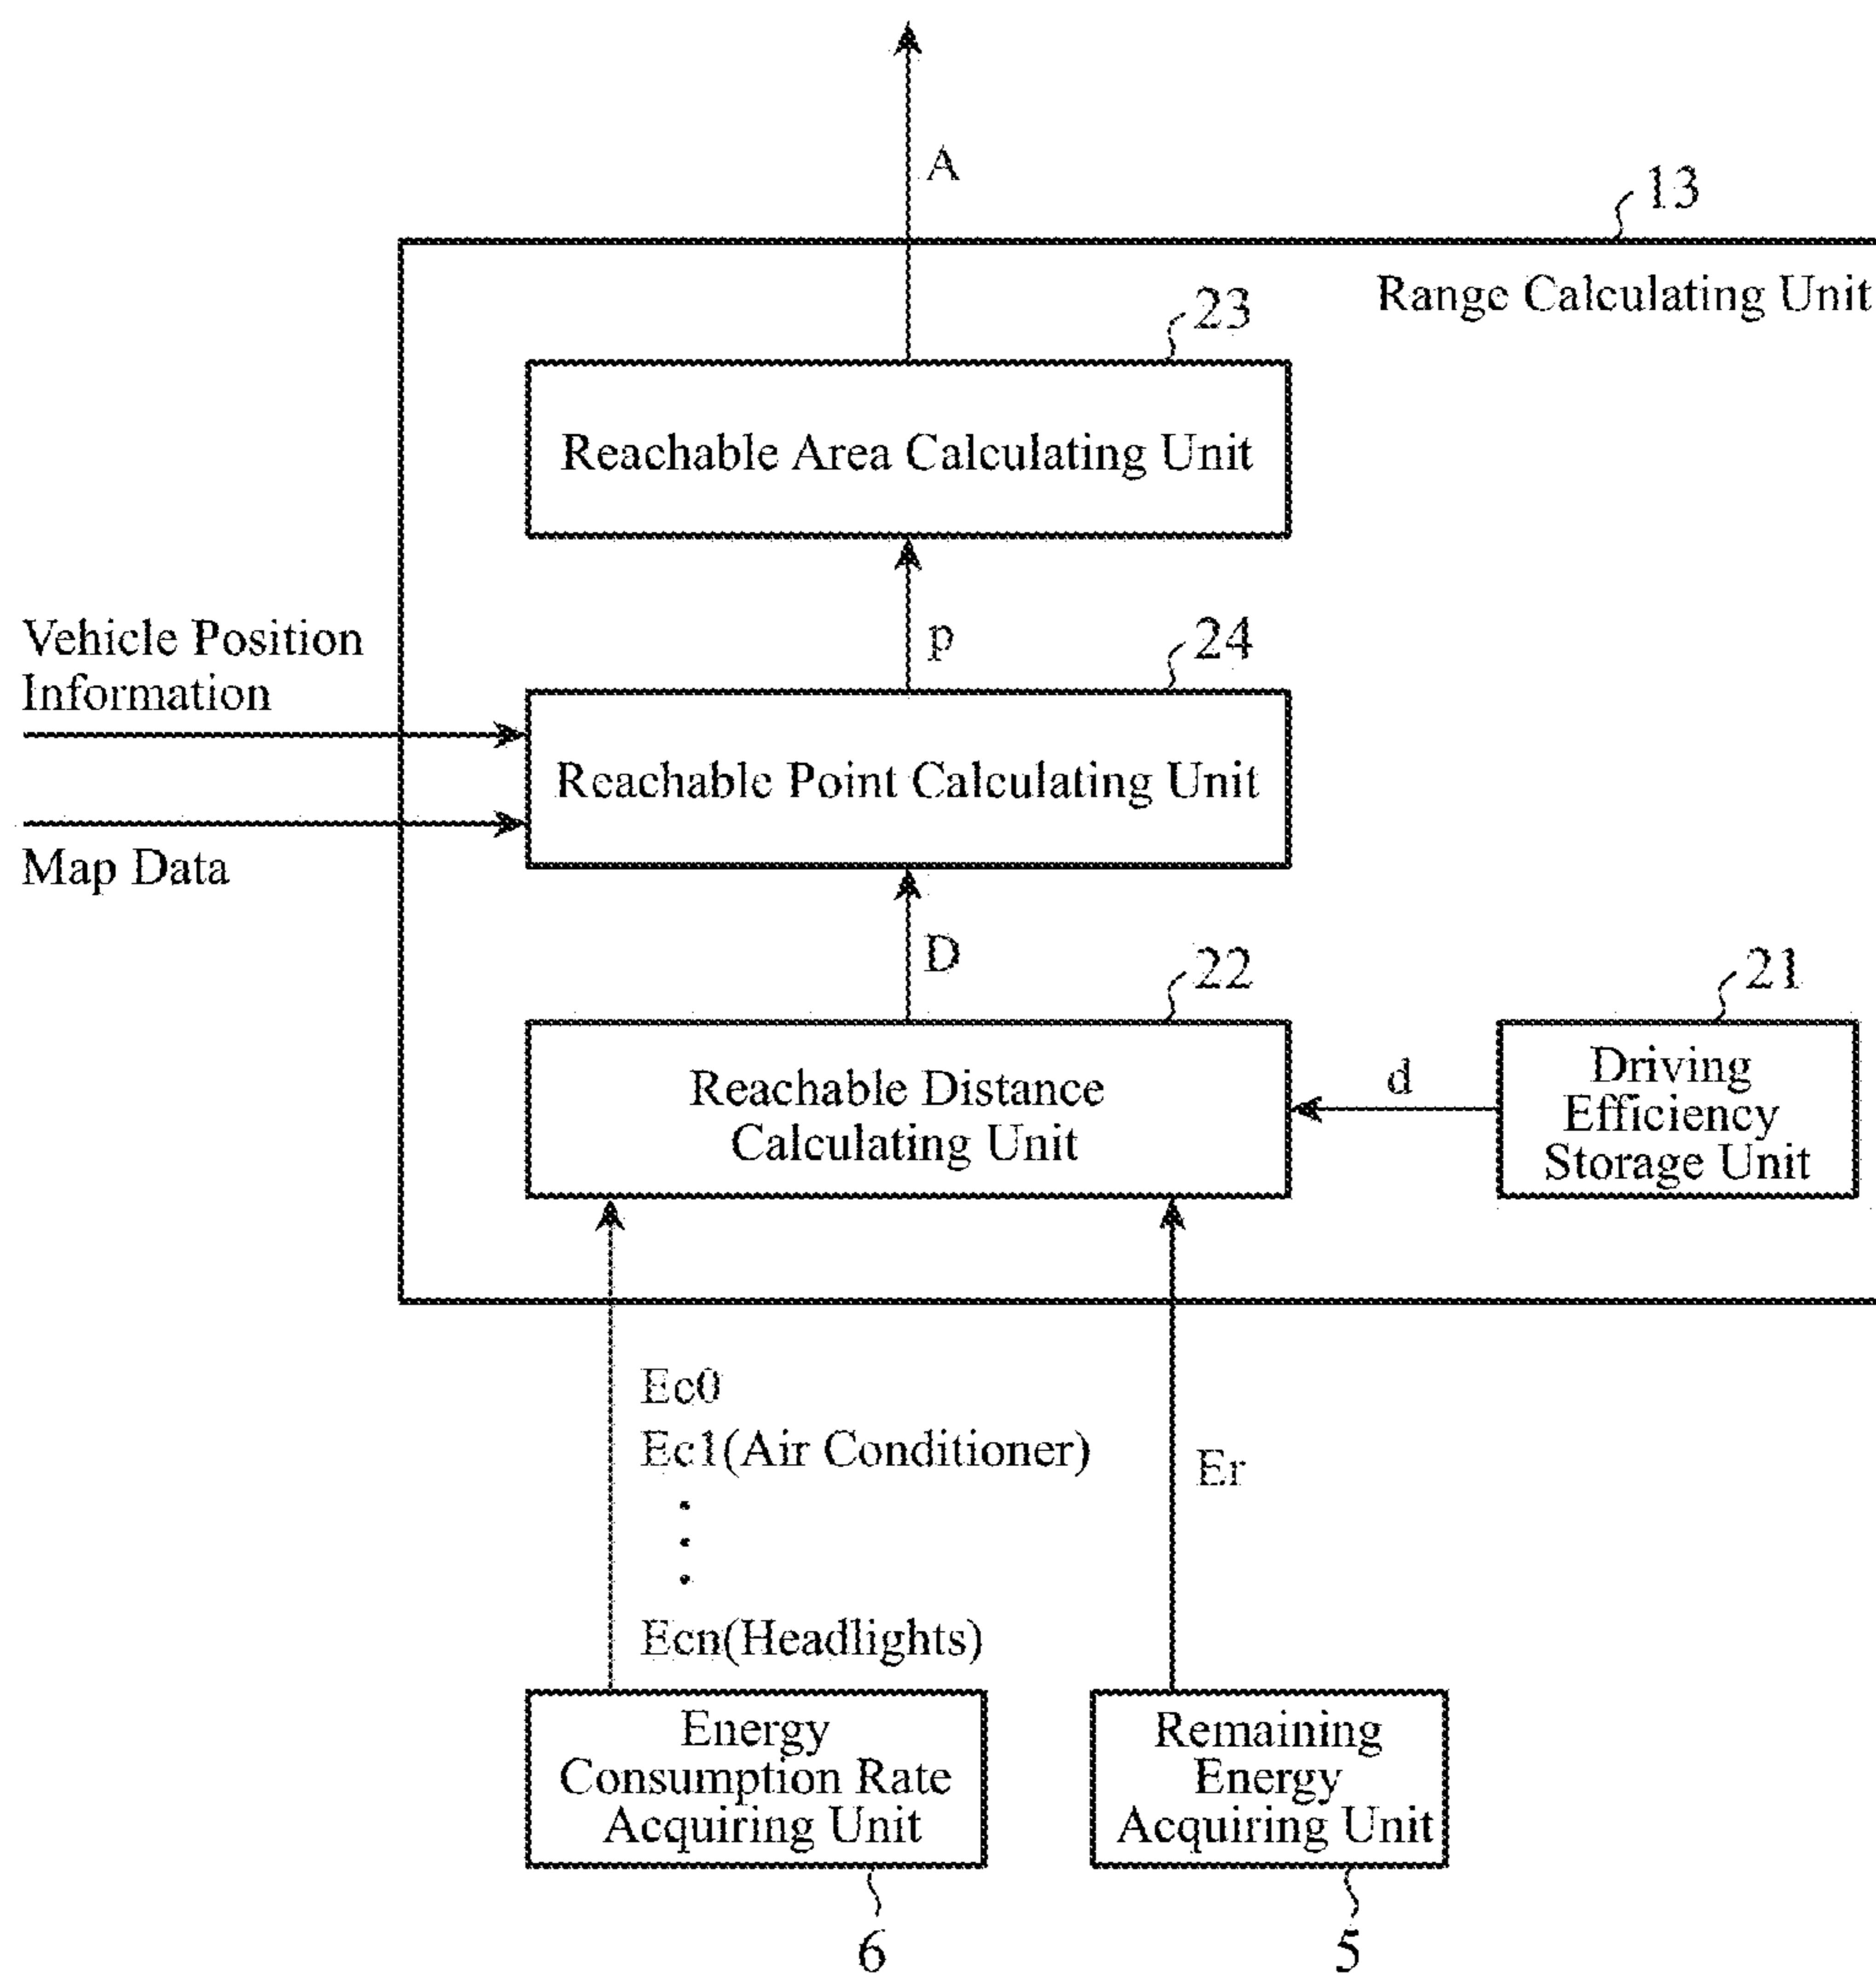 A
13
Range Calculating Unit
23
Reachable Area Calculating Unit
Vehicle Position
Information
p
24
Reachable Point Calculating Unit
Map Data
D
22
21
Reachable Distance
Calculating Unit
d
Driving
Efficiency
Storage Unit
Ec0
Ec1(Air Conditioner)
Er
Ecn(Headlights)
Energy
Consumption Rate
Acquiring Unit
Remaining
Energy
Acquiring Unit
6
5